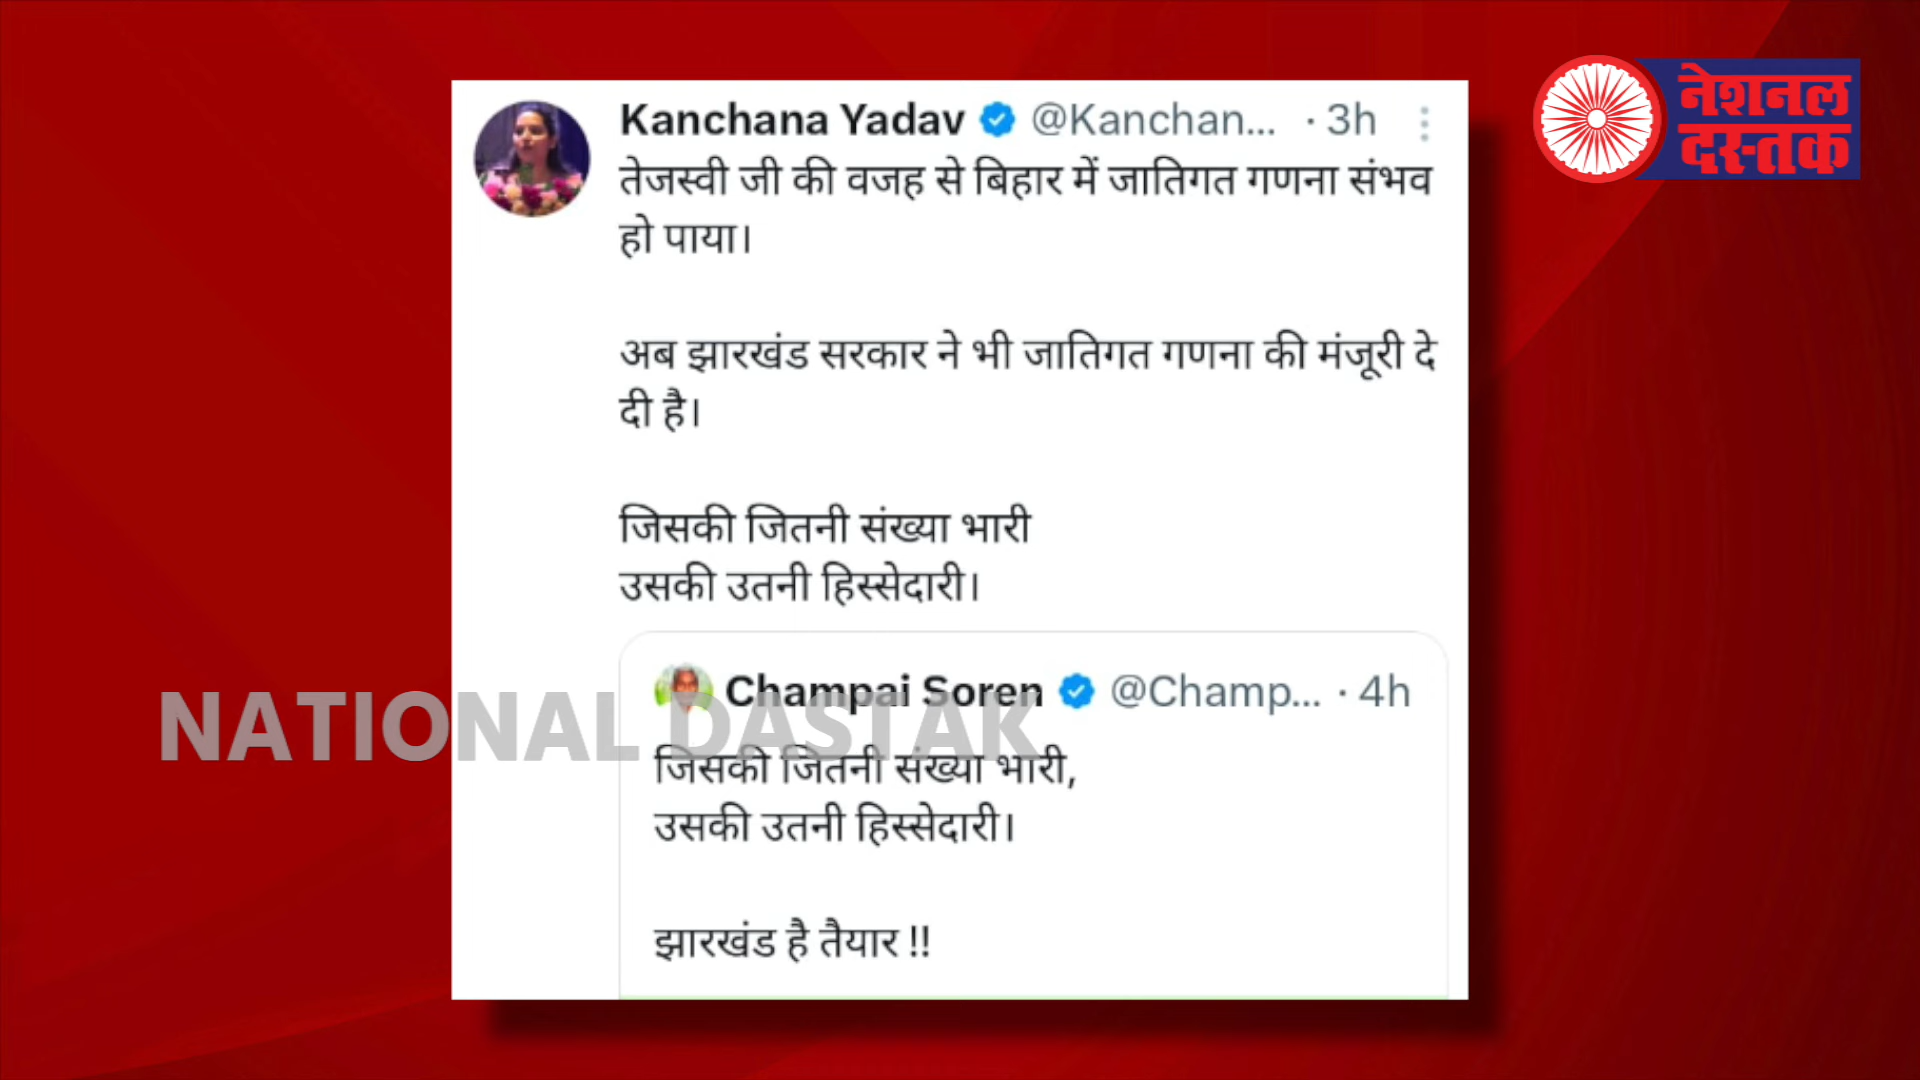 नेशनल
दस्तक
Kanchana Yadav @Kanchan... · 3h
तेजस्वी जी की वजह से बिहार में जातिगत गणना संभव
हो पाया।
अब झारखंड सरकार ने भी जातिगत गणना की मंजूरी दे
दी है।
जिसकी जितनी संख्या भारी
उसकी उतनी हिस्सेदारी।
Champai Soren @Champ... · 4h
NATIONAL DASTAK
जिसकी जितनी संख्या भारी,
उसकी उतनी हिस्सेदारी।
झारखंड है तैयार !!